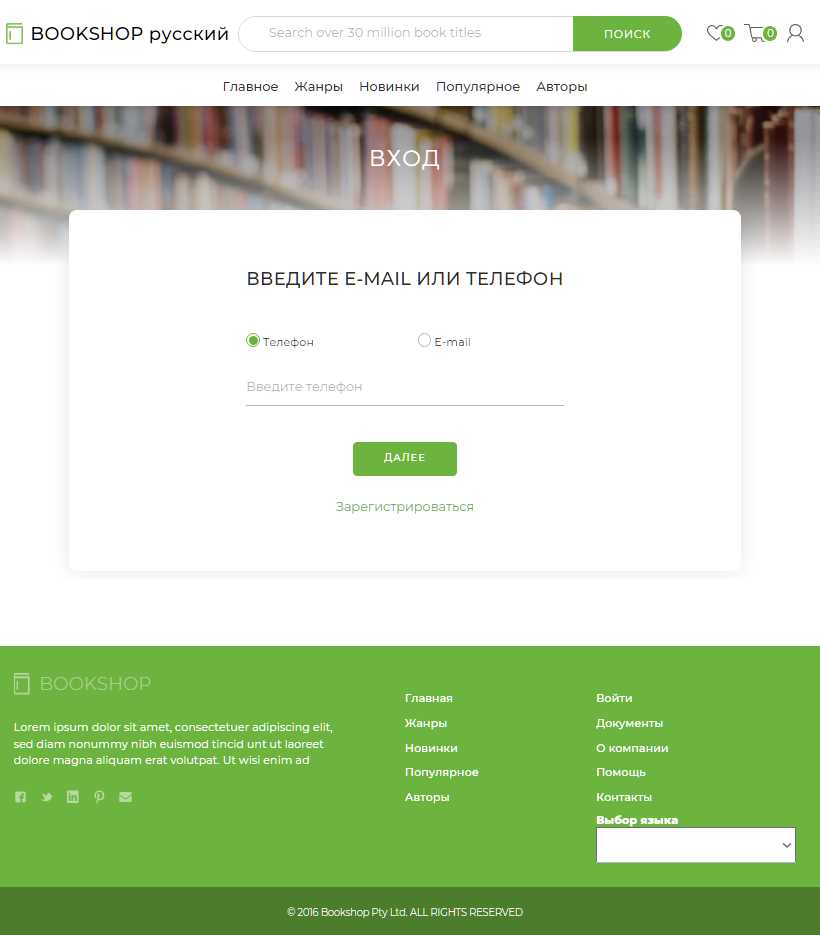 BOOKSHOP русский
Search over 30 million book titles
ПОИСК
0
0
Главное Жанры Новинки Популярное Авторы
ВХОД
ВВЕДИТЕ E-MAIL ИЛИ ТЕЛЕФОН
Телефон E-mail
Введите телефон
ДАЛЕЕ
Зарегистрироваться
BOOKSHOP
Lorem ipsum dolor sit amet, consectetuer adipiscing elit,
sed diam nonummy nibh euismod tincid unt ut laoreet
dolore magna aliquam erat volutpat. Ut wisi enim ad
Главная
Жанры
Новинки
Популярное
Авторы
Войти
Документы
О компании
Помощь
Контакты
Выбор языка
© 2016 Bookshop Pty Ltd. ALL RIGHTS RESERVED